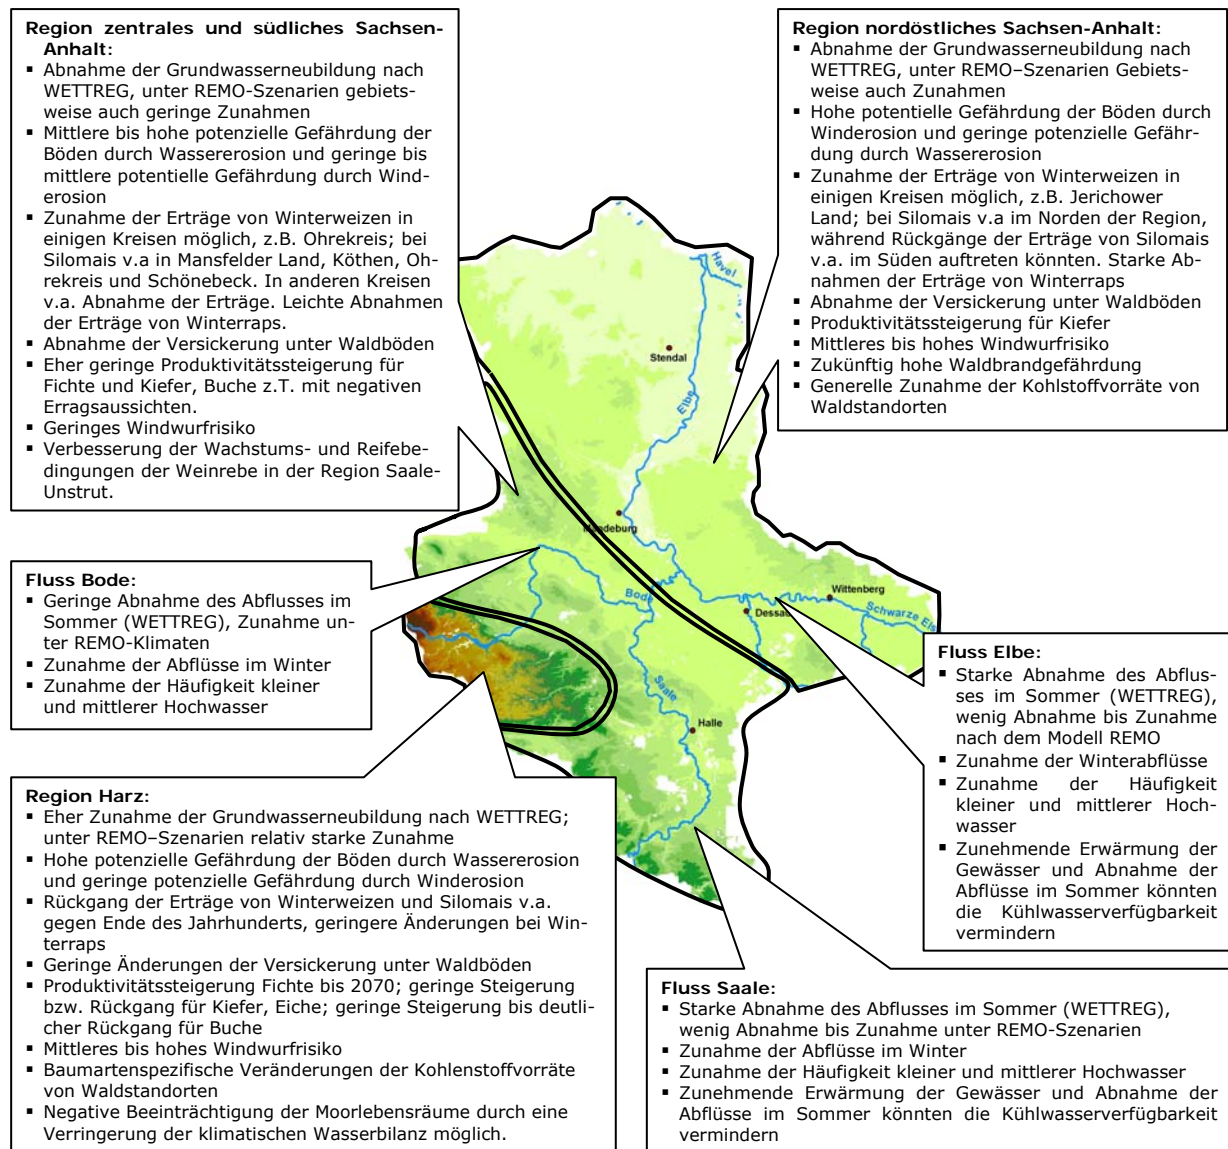 Region zentrales und südliches Sachsen-
Anhalt:
▪ Abnahme der Grundwasserneubildung nach
WETTREG, unter REMO-Szenarien gebiets-
weise auch geringe Zunahmen
▪ Mittlere bis hohe potenzielle Gefährdung der
Böden durch Wassererosion und geringe bis
mittlere potentielle Gefährdung durch Wind-
erosion
▪ Zunahme der Erträge von Winterweizen in
einigen Kreisen möglich, z.B. Ohrekreis; bei
Silomais v.a in Mansfelder Land, Köthen, Oh-
rekreis und Schönebeck. In anderen Kreisen
v.a. Abnahme der Erträge. Leichte Abnahmen
der Erträge von Winterraps.
▪ Abnahme der Versickerung unter Waldböden
▪ Eher geringe Produktivitätssteigerung für
Fichte und Kiefer, Buche z.T. mit negativen
Erragsaussichten.
▪ Geringes Windwurfrisiko
▪ Verbesserung der Wachstums- und Reifebe-
dingungen der Weinrebe in der Region Saale-
Unstrut.
Region nordöstliches Sachsen-Anhalt:
▪ Abnahme der Grundwasserneubildung nach
WETTREG, unter REMO–Szenarien Gebiets-
weise auch Zunahmen
▪ Hohe potentielle Gefährdung der Böden durch
Winderosion und geringe potenzielle Gefähr-
dung durch Wassererosion
▪ Zunahme der Erträge von Winterweizen in
einigen Kreisen möglich, z.B. Jerichower
Land; bei Silomais v.a im Norden der Region,
während Rückgänge der Erträge von Silomais
v.a. im Süden auftreten könnten. Starke Ab-
nahmen der Erträge von Winterraps
▪ Abnahme der Versickerung unter Waldböden
▪ Produktivitätssteigerung für Kiefer
▪ Mittleres bis hohes Windwurfrisiko
▪ Zukünftig hohe Waldbrandgefährdung
▪ Generelle Zunahme der Kohlstoffvorräte von
Waldstandorten
Havel
Stendal
Elbe
Wittenberg
Bode
Schwarze Els
Saale
Halle
Fluss Bode:
▪ Geringe Abnahme des Abflusses im
Sommer (WETTREG), Zunahme un-
ter REMO-Klimaten
▪ Zunahme der Abflüsse im Winter
▪ Zunahme der Häufigkeit kleiner
und mittlerer Hochwasser
Fluss Elbe:
▪ Starke Abnahme des Abflus-
ses im Sommer (WETTREG),
wenig Abnahme bis Zunahme
nach dem Modell REMO
▪ Zunahme der Winterabflüsse
▪ Zunahme der Häufigkeit
kleiner und mittlerer Hoch-
wasser
▪ Zunehmende Erwärmung der
Gewässer und Abnahme der
Abflüsse im Sommer könnten
die Kühlwasserverfügbarkeit
vermindern
Region Harz:
▪ Eher Zunahme der Grundwasserneubildung nach WETTREG;
unter REMO–Szenarien relativ starke Zunahme
▪ Hohe potenzielle Gefährdung der Böden durch Wassererosion
und geringe potenzielle Gefährdung durch Winderosion
▪ Rückgang der Erträge von Winterweizen und Silomais v.a.
gegen Ende des Jahrhunderts, geringere Änderungen bei Win-
terraps
▪ Geringe Änderungen der Versickerung unter Waldböden
▪ Produktivitätssteigerung Fichte bis 2070; geringe Steigerung
bzw. Rückgang für Kiefer, Eiche; geringe Steigerung bis deutli-
cher Rückgang für Buche
▪ Mittleres bis hohes Windwurfrisiko
▪ Baumartenspezifische Veränderungen der Kohlenstoffvorräte
von Waldstandorten
▪ Negative Beeinträchtigung der Moorlebensräume durch eine
Verringerung der klimatischen Wasserbilanz möglich.
Fluss Saale:
▪ Starke Abnahme des Abflusses im Sommer (WETTREG),
wenig Abnahme bis Zunahme unter REMO-Szenarien
▪ Zunahme der Abflüsse im Winter
▪ Zunahme der Häufigkeit kleiner und mittlerer Hochwasser
▪ Zunehmende Erwärmung der Gewässer und Abnahme der
Abflüsse im Sommer könnten die Kühlwasserverfügbarkeit
vermindern